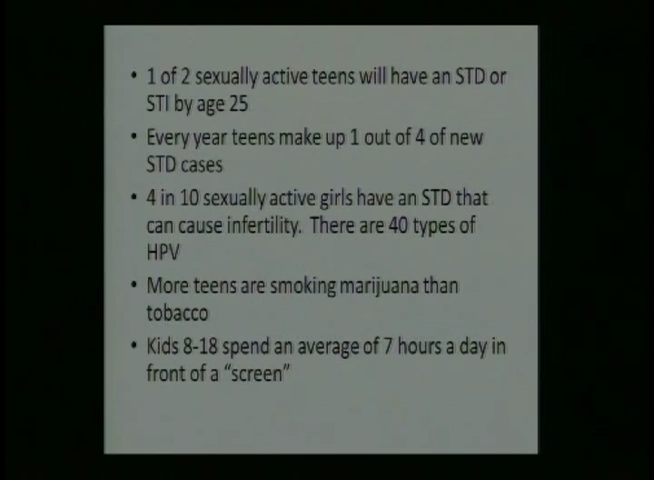 • 1 of 2 sexually active teens will have an STD or
STI by age 25
• Every year teens make up 1 out of 4 of new
STD cases
• 4 in 10 sexually active girls have an STD that
can cause infertility.  There are 40 types of
HPV
• More teens are smoking marijuana than
tobacco
• Kids 8-18 spend an average of 7 hours a day in
front of a “screen”